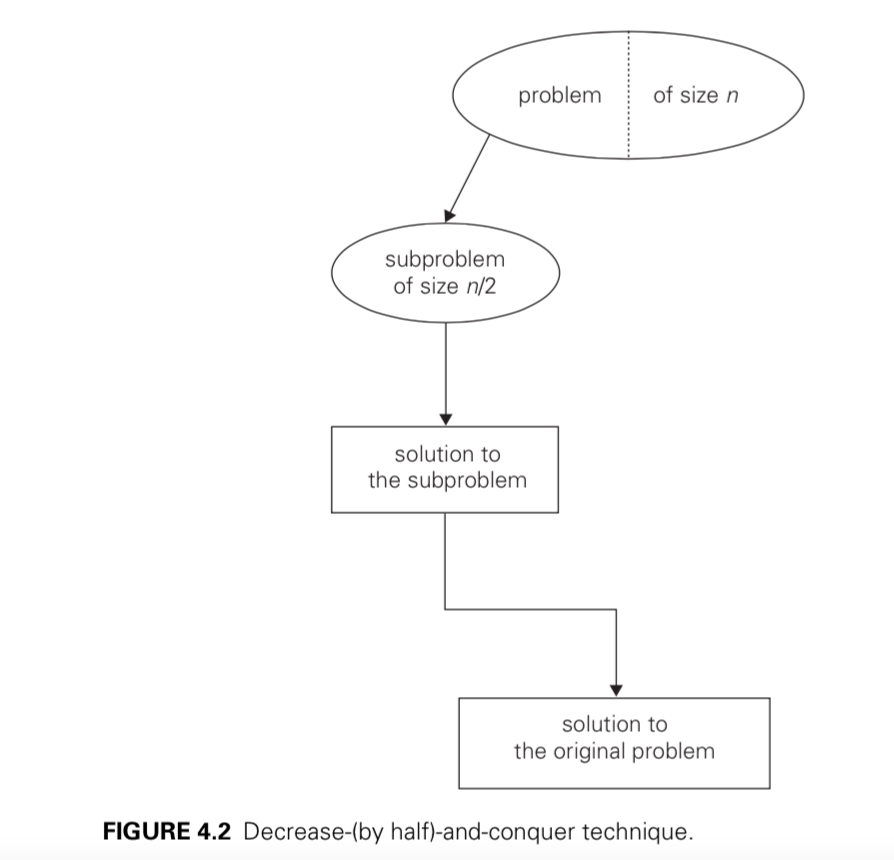 problem of size n
subproblem
of size n/2
solution to
the subproblem
solution to
the original problem
FIGURE 4.2 Decrease-(by half)-and-conquer technique.